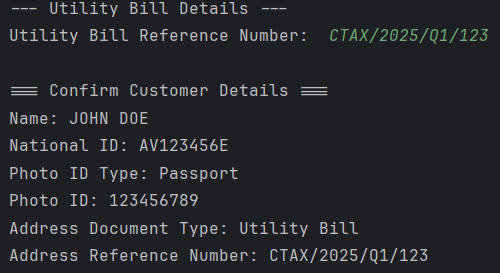 --- Utility Bill Details ---
Utility Bill Reference Number: CTAX/2025/Q1/123
=== Confirm Customer Details ===
Name: JOHN DOE
National ID: AV123456E
Photo ID Type: Passport
Photo ID: 123456789
Address Document Type: Utility Bill
Address Reference Number: CTAX/2025/Q1/123